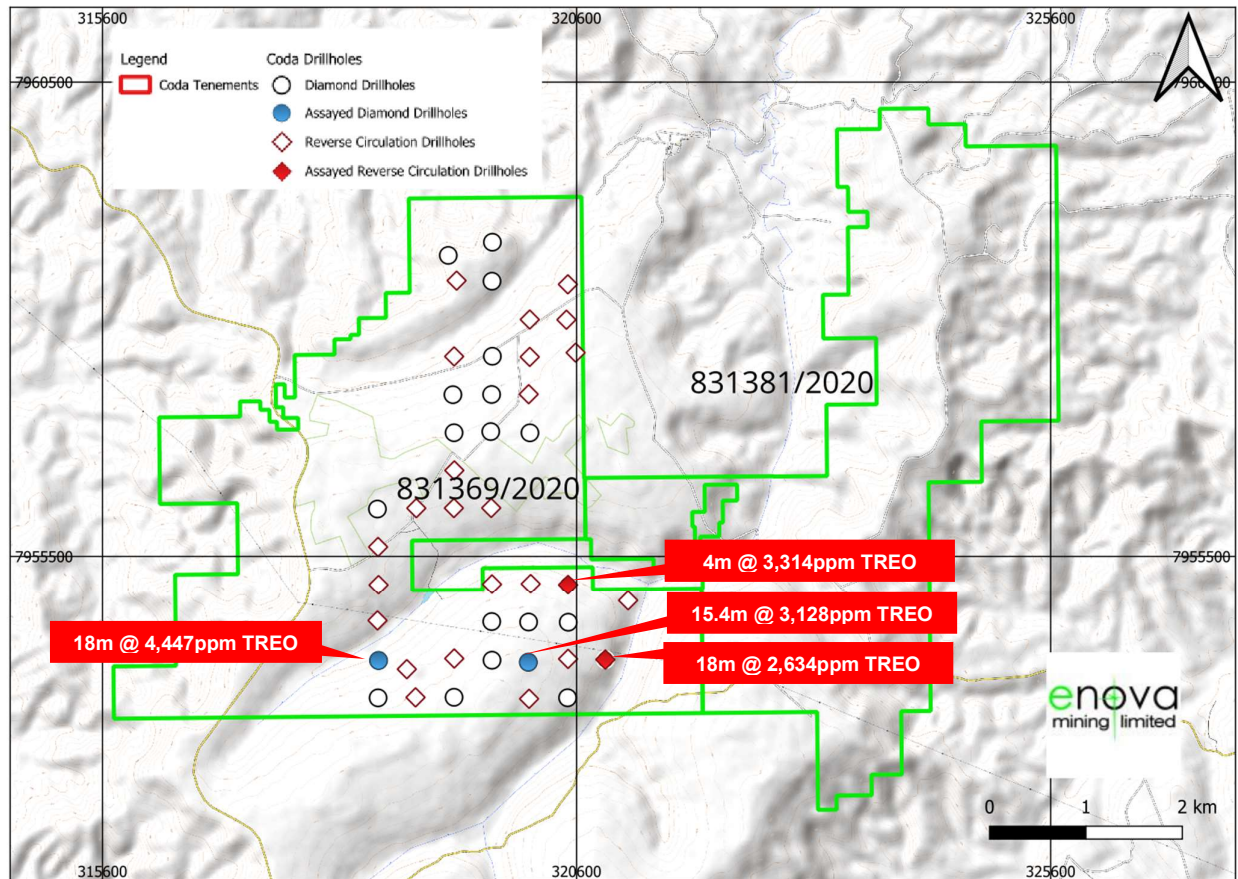 315600
320600
325600
7960500
7960500
Legend
Coda Tenements
Coda Drillholes
Diamond Drillholes
Assayed Diamond Drillholes
Reverse Circulation Drillholes
Assayed Reverse Circulation Drillholes
831381/2020
831369/2020
7955500
7955500
4m @ 3,314ppm TREO
15.4m @ 3,128ppm TREO
18m @ 4,447ppm TREO
18m @ 2,634ppm TREO
enova
mining limited
0 1 2 km
315600
320600
325600